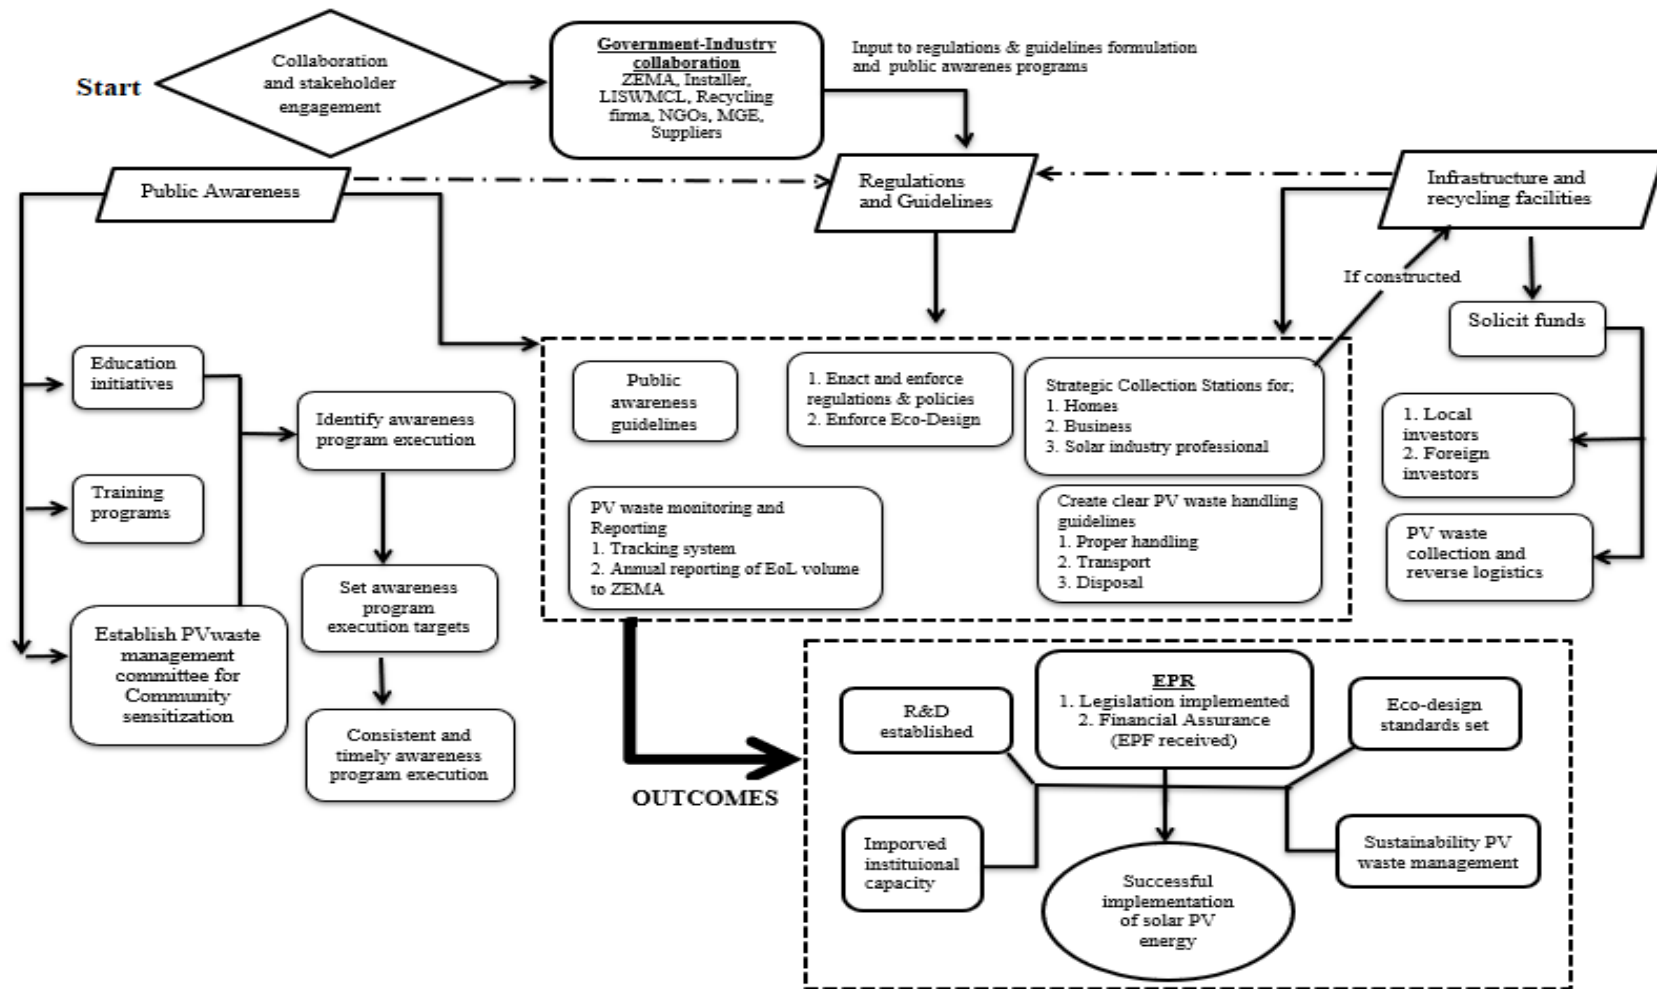 Start
Collaboration
and stakeholder
engagement
Government-Industry
collaboration
ZEMA, Installer,
LISWMCL, Recycling
firma, NGOs, MGE,
Suppliers
Input to regulations & guidelines formulation
and public awarenes programs
Public Awareness
Regulations
and Guidelines
Infrastructure and
recycling facilities
If constructed
Solicit funds
1. Local
investors
2. Foreign
investors
PV waste
collection and
reverse logistics
Education
initiatives
Training
programs
Establish PVwaste
management
committee for
Community
sensitization
Identify awareness
program execution
Set awareness
program
execution targets
Consistent and
timely awareness
program execution
Public
awareness
guidelines
1. Enact and enforce
regulations & policies
2. Enforce Eco-Design
Strategic Collection Stations for;
1. Homes
2. Business
3. Solar industry professional
PV waste monitoring and
Reporting
1. Tracking system
2. Annual reporting of EoL volume
to ZEMA
Create clear PV waste handling
guidelines
1. Proper handling
2. Transport
3. Disposal
OUTCOMES
R&D
established
EPR
1. Legislation implemented
2. Financial Assurance
(EPF received)
Eco-design
standards set
Imporved
instituional
capacity
Successful
implementation
of solar PV
energy
Sustainability PV
waste management